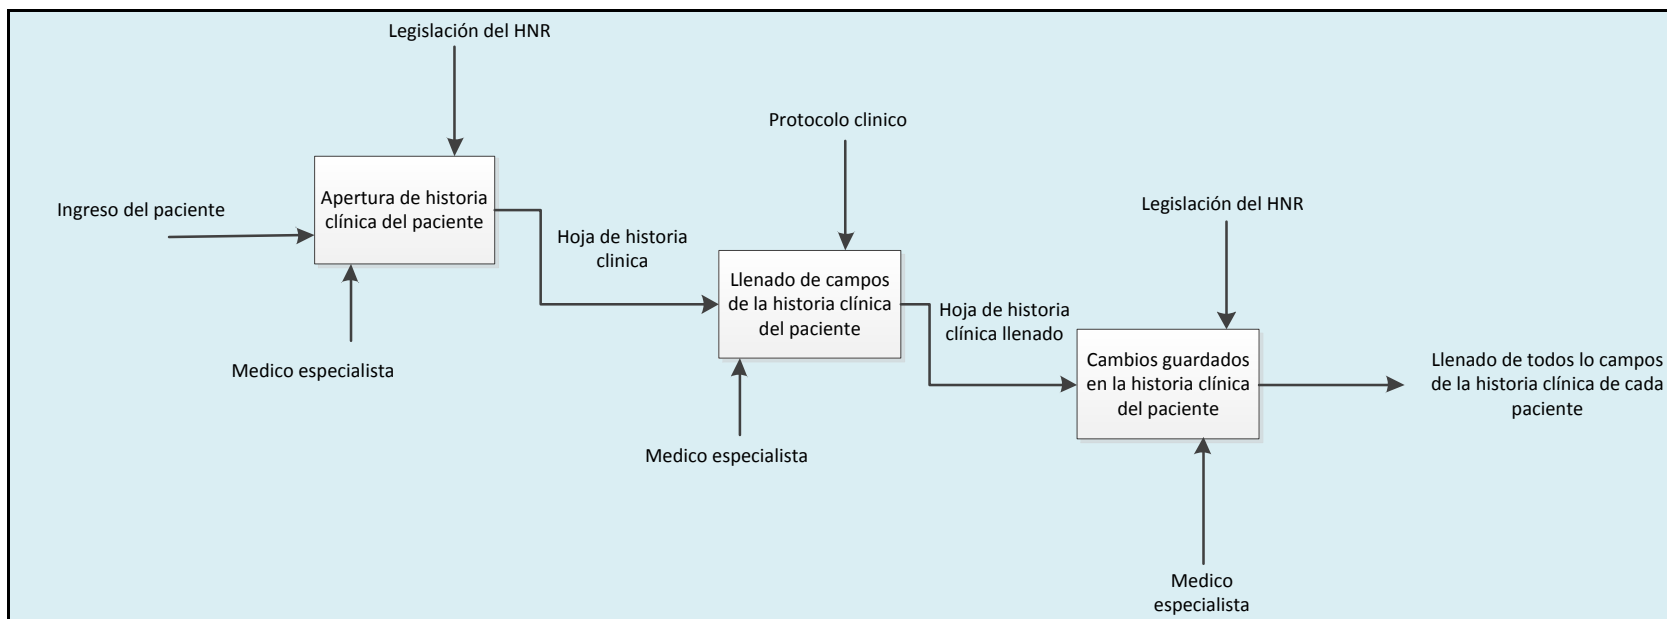 Legislación del HNR
Protocolo clinico
Apertura de historia
clínica del paciente
Ingreso del paciente
Legislación del HNR
Hoja de historia
clinica
Llenado de campos
de la historia clínica
del paciente
Hoja de historia
clínica llenado
Medico especialista
Cambios guardados
en la historia clínica
del paciente
Llenado de todos lo campos
de la historia clínica de cada
paciente
Medico especialista
Medico
especialista